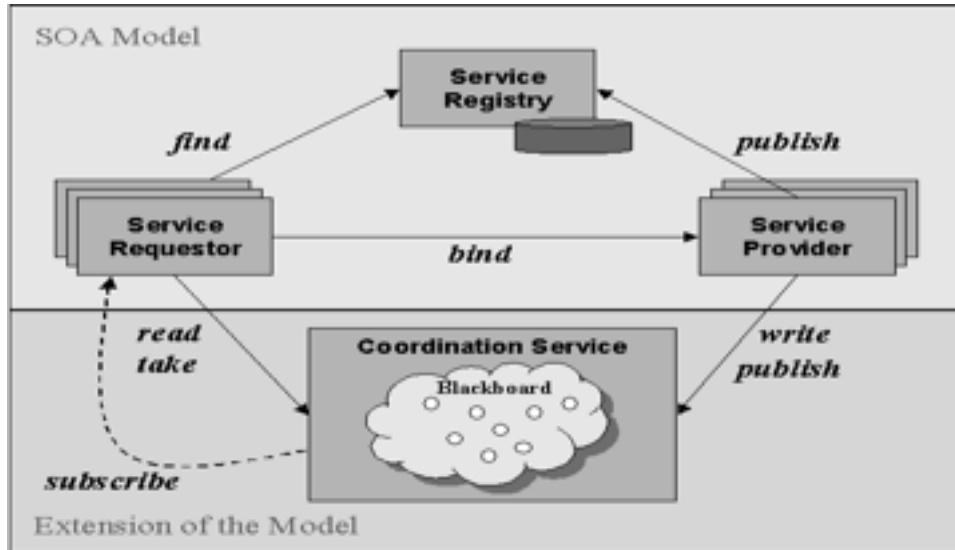 SOA Model
Service
Registry
find
publish
Service
Requestor
bind
Service
Provider
read
take
Coordination Service
Blackboard
write
publish
subscribe
Extension of the Model